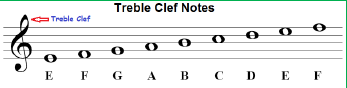 Treble Clef Notes
Treble Clef
E F G A B C D E F